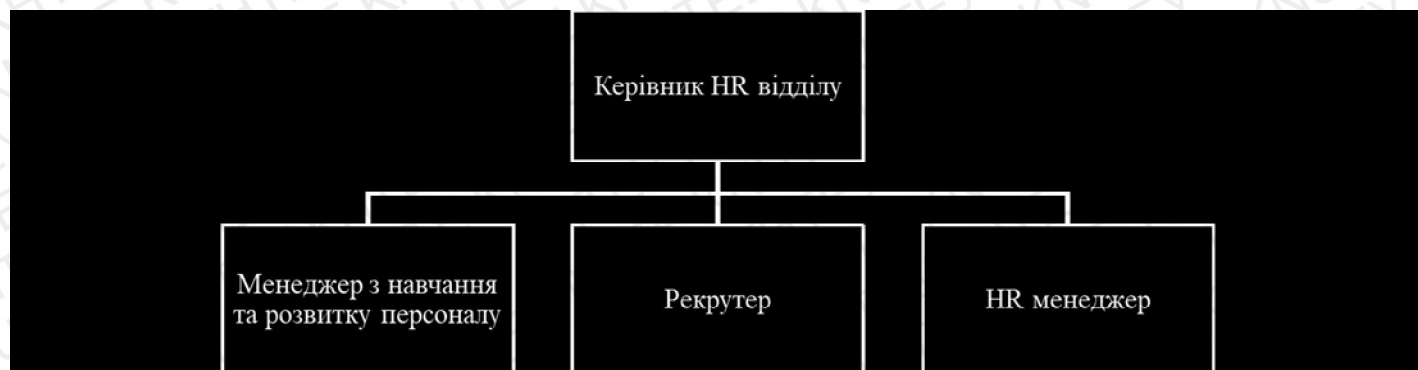 Керівник HR відділу
Менеджер з навчання
та розвитку персоналу
Рекрутер
HR менеджер